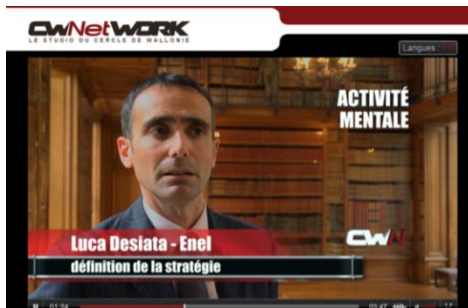 CWNetWORK
LE STUDIO DU CERCLE DE WALLONIE
Langues :
ACTIVITÉ
MENTALE
CWN
Luca Desiata - Enel
définition de la stratégie
01:24
03:47